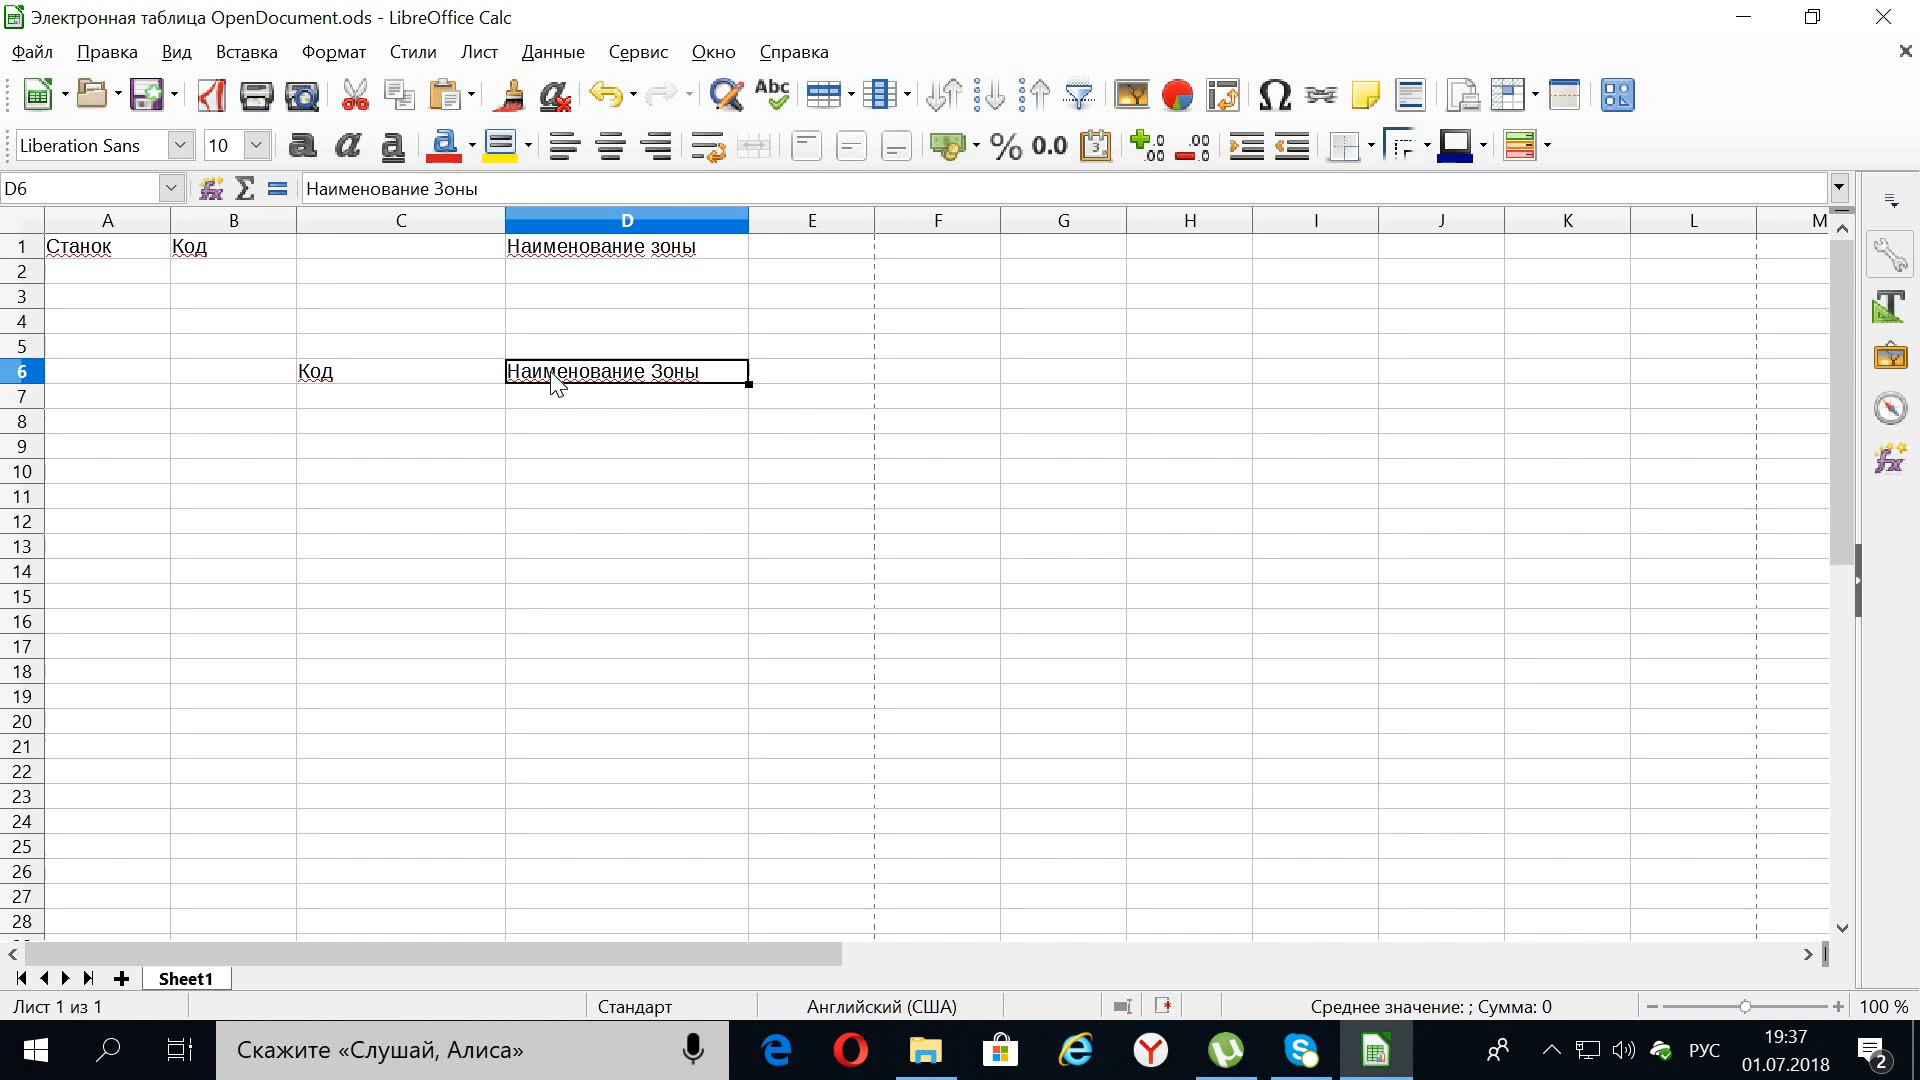 Электронная таблица OpenDocument.ods - LibreOffice Calc
Файл Правка Вид Вставка Формат Стили Лист Данные Сервис Окно Справка
Liberation Sans 10
D6 Наименование Зоны
A B C D E F G H I J K L M
1 Станок Код Наименование зоны
2
3
4
5
6 Код Наименование Зоны
7
8
9
10
11
12
13
14
15
16
17
18
19
20
21
22
23
24
25
26
27
28
Sheet1
Лист 1 из 1 Стандарт Английский (США) Среднее значение: ; Сумма: 0 100 %
Скажите «Слушай, Алиса» РУС 19:37
01.07.2018 2